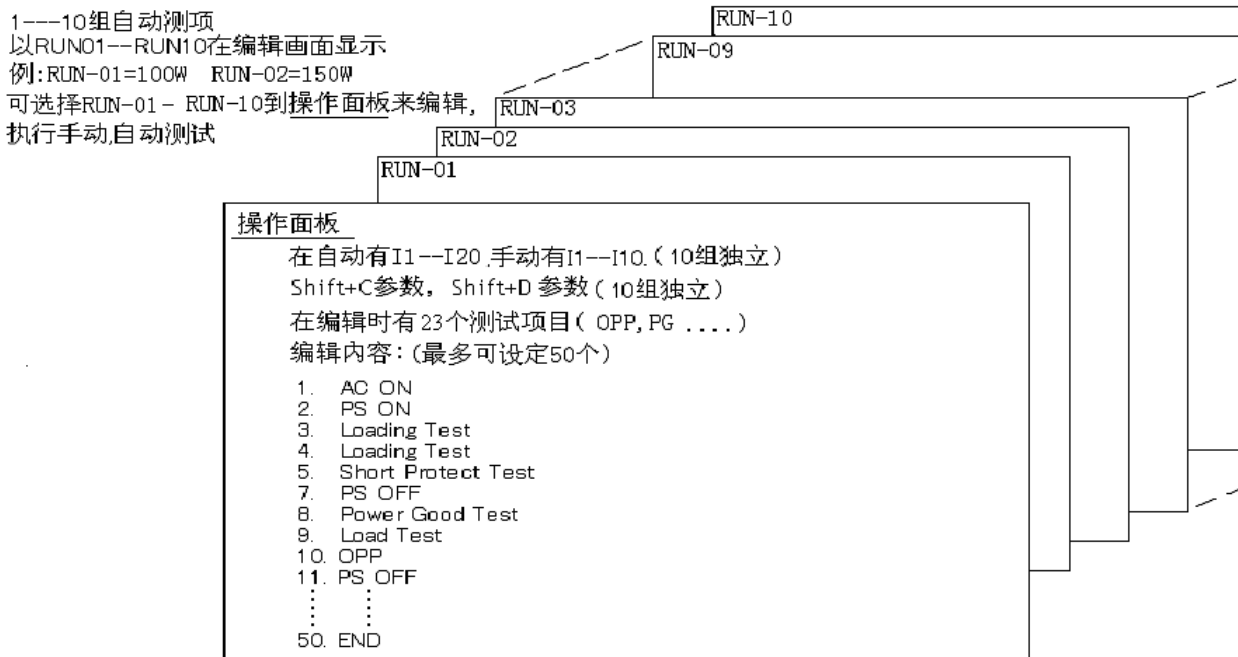 1---10组自动测项
以RUN01--RUN10在编辑画面显示
例:RUN-01=100W RUN-02=150W
可选择RUN-01- RUN-10到操作面板来编辑,
执行手动,自动测试
RUN-10
RUN-09
RUN-03
RUN-02
RUN-01
操作面板
在自动有I1--I20.手动有I1--I10.(10组独立)
Shift+C参数，Shift+D 参数(10组独立)
在编辑时有23个测试项目( OPP,PG ....)
编辑内容:(最多可设定50个)
1. AC ON
2. PS ON
3. Loading Test
4. Loading Test
5. Short Protect Test
7. PS OFF
8. Power Good Test
9. Load Test
10. OPP
11. PS OFF
50. END